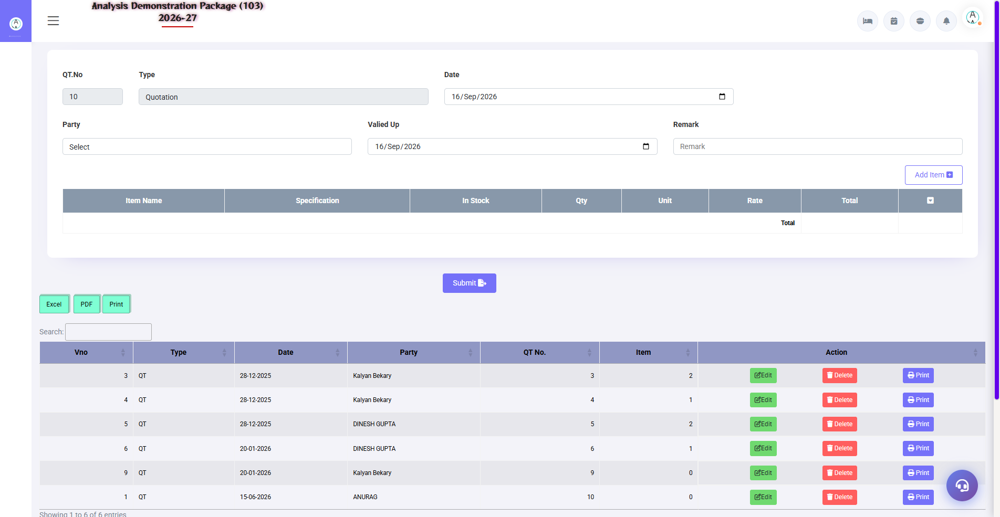 Analysis Demonstration Package (103)
2026-27
QT.No Type Date
10 Quotation 16/Sep/2026
Party Valied Up Remark
Select 16/Sep/2026 Remark
Add Item
Item Name Specification In Stock Qty Unit Rate Total
Total
Submit
Excel PDF Print
Search:
Vno Type Date Party QT No. Item Action
3 QT 28-12-2025 Kalyan Bekary 3 2 Edit Delete Print
4 QT 28-12-2025 Kalyan Bekary 4 1 Edit Delete Print
5 QT 28-12-2025 DINESH GUPTA 5 2 Edit Delete Print
6 QT 20-01-2026 DINESH GUPTA 6 1 Edit Delete Print
9 QT 20-01-2026 Kalyan Bekary 9 0 Edit Delete Print
1 QT 15-06-2026 ANURAG 10 0 Edit Delete Print
Showing 1 to 6 of 6 entries